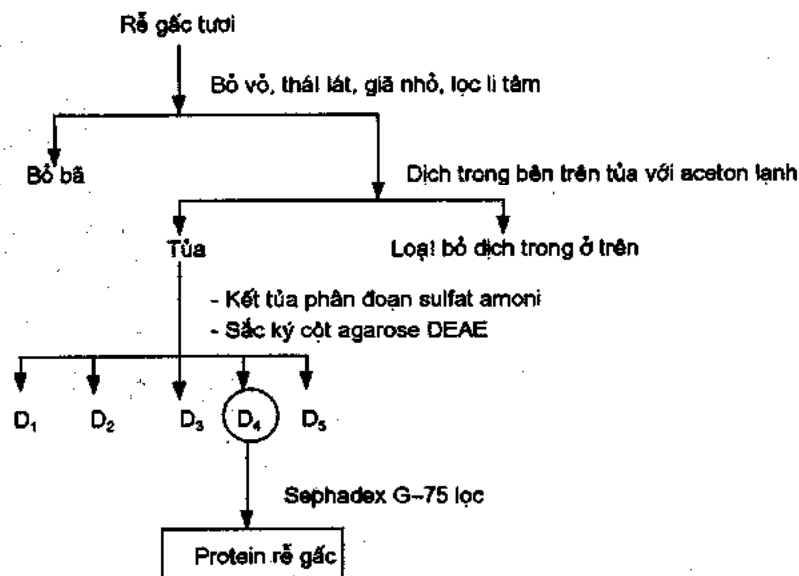 Rễ gấc tươi
Bỏ vỏ, thái lát, giã nhỏ, lọc li tâm
Bỏ bã
Dịch trong bên trên tủa với aceton lạnh
Tủa
Loại bỏ dịch trong ở trên
- Kết tủa phân đoạn sulfat amoni
- Sắc ký cột agarose DEAE
D₁ D₂ D₃ D₄ D₅
Sephadex G–75 lọc
Protein rễ gấc